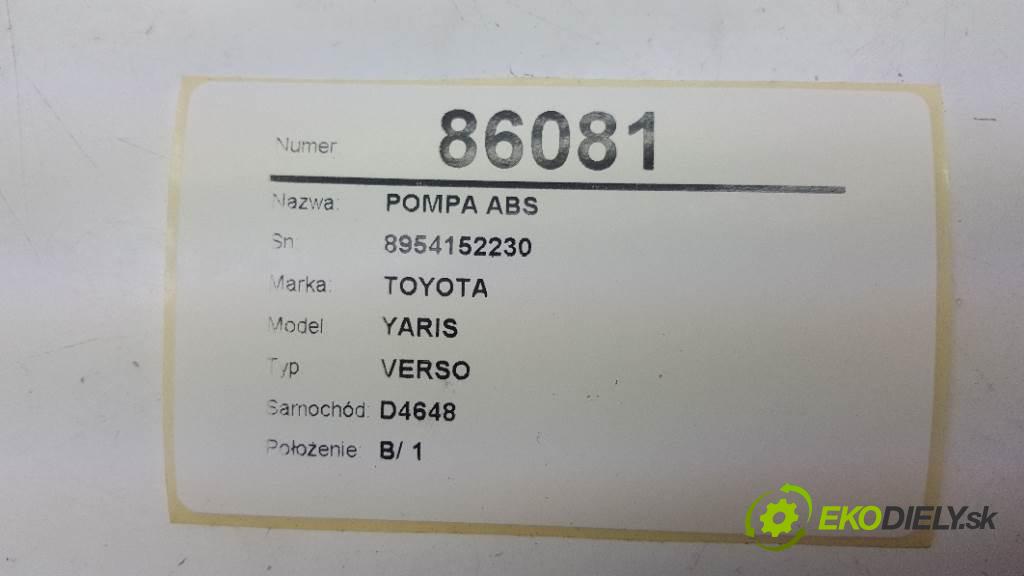 Numer 86081
Nazwa: POMPA ABS
Sn: 8954152230
Marka: TOYOTA
Model YARIS
Typ VERSO
Samochód: D4648
Położenie: B/ 1
EKODIELY.sk